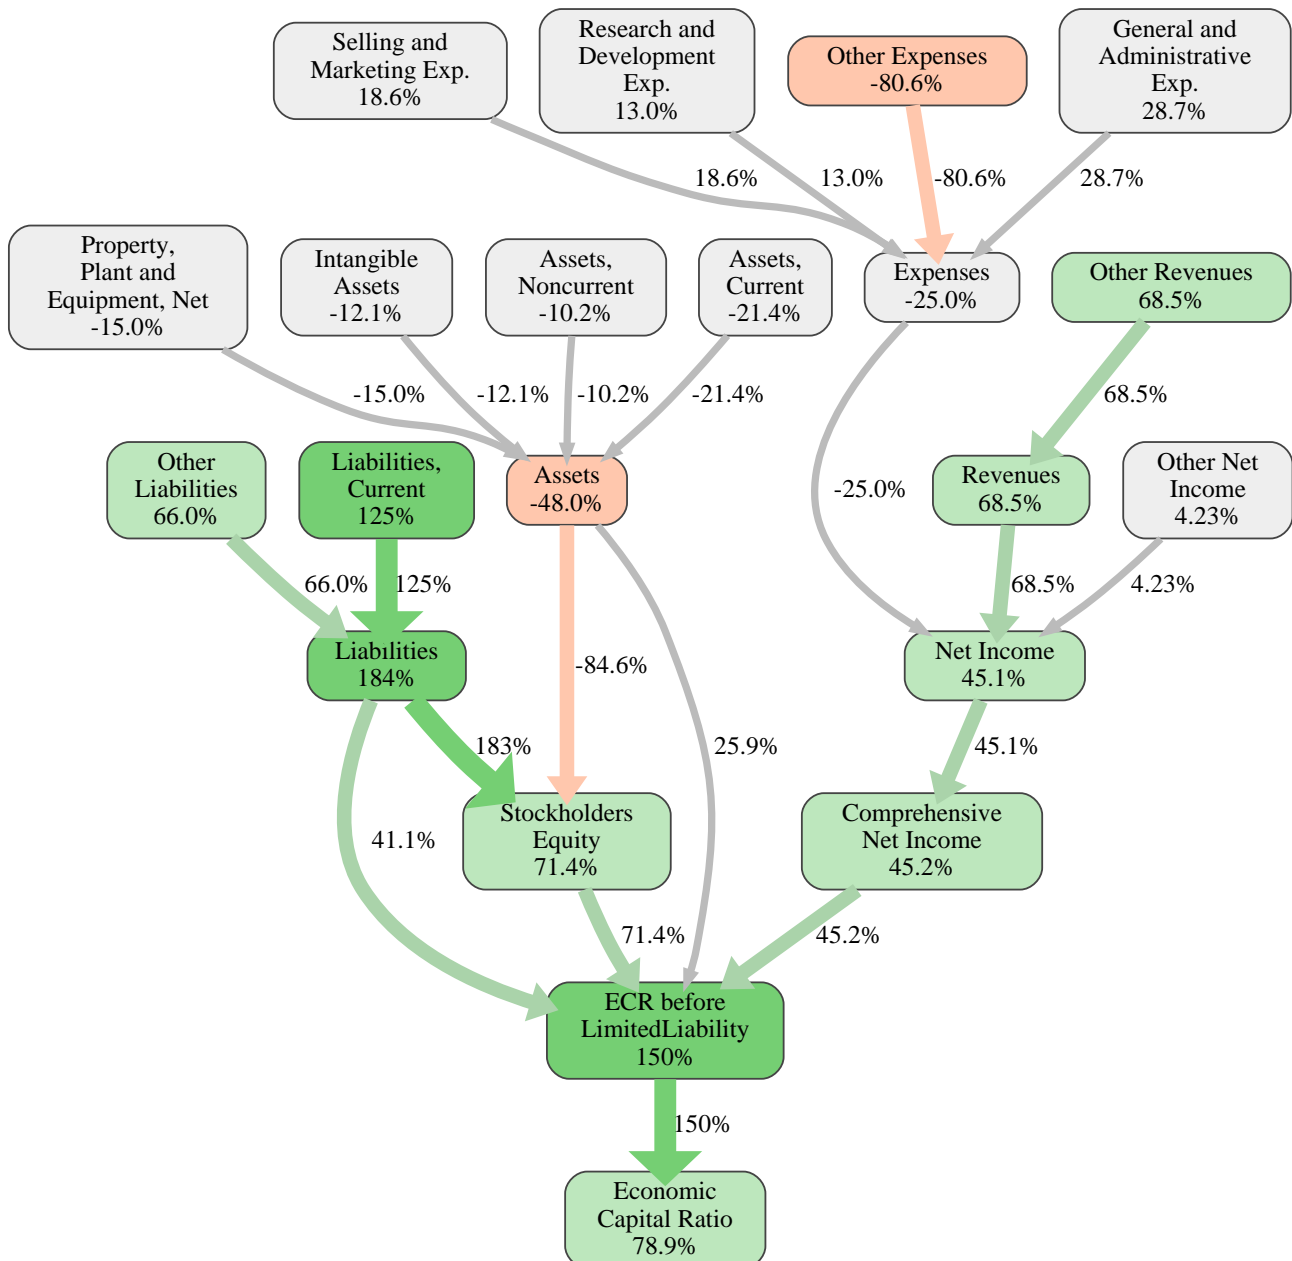 Selling and
Marketing Exp.
18.6%
Research and
Development
Exp.
13.0%
Other Expenses
-80.6%
General and
Administrative
Exp.
28.7%
18.6%
13.0%
-80.6%
28.7%
Property,
Plant and
Equipment, Net
-15.0%
Intangible
Assets
-12.1%
Assets,
Noncurrent
-10.2%
Assets,
Current
-21.4%
Expenses
-25.0%
Other Revenues
68.5%
-15.0%
-12.1%
-10.2%
-21.4%
68.5%
Other
Liabilities
66.0%
Liabilities,
Current
125%
Assets
-48.0%
-25.0%
Revenues
68.5%
Other Net
Income
4.23%
66.0%
125%
68.5%
4.23%
Liabilities
184%
-84.6%
Net Income
45.1%
183%
25.9%
45.1%
41.1%
Stockholders
Equity
71.4%
Comprehensive
Net Income
45.2%
71.4%
45.2%
ECR before
LimitedLiability
150%
150%
Economic
Capital Ratio
78.9%